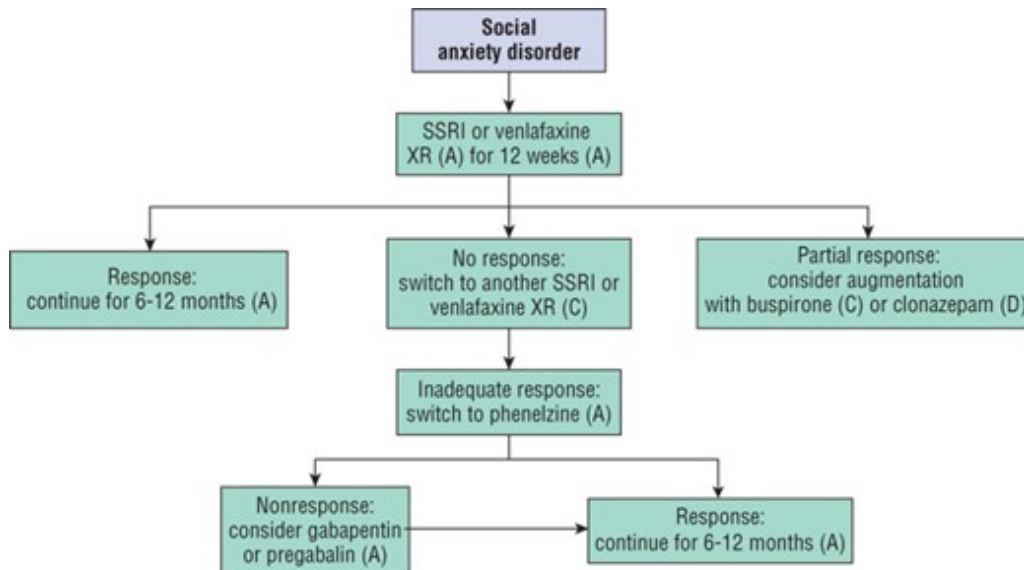 Social
anxiety disorder
SSRI or venlafaxine
XR (A) for 12 weeks (A)
Response:
continue for 6-12 months (A)
No response:
switch to another SSRI or
venlafaxine XR (C)
Partial response:
consider augmentation
with buspirone (C) or clonazepam (D)
Inadequate response:
switch to phenelzine (A)
Nonresponse:
consider gabapentin
or pregabalin (A)
Response:
continue for 6-12 months (A)